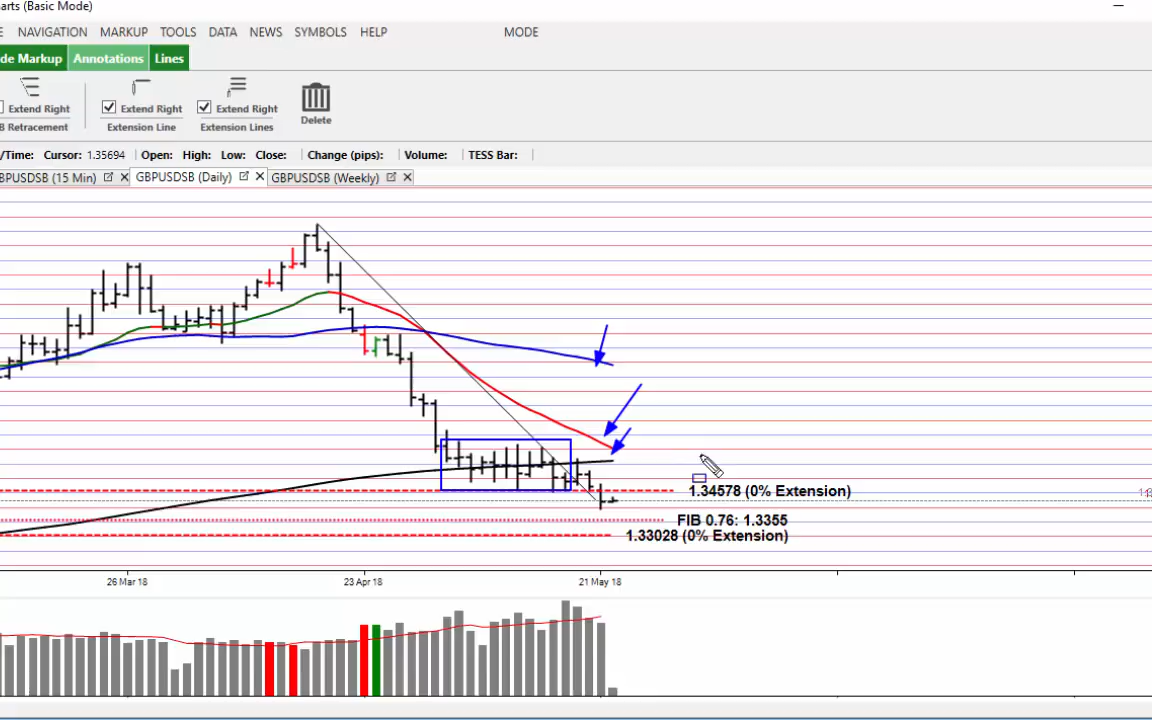 arts (Basic Mode)
E NAVIGATION MARKUP TOOLS DATA NEWS SYMBOLS HELP MODE
de Markup Annotations Lines
Extend Right Extend Right Extend Right
B Retracement Extension Line Extension Lines Delete
/Time: Cursor: 1.35694 Open: High: Low: Close: Change (pips): Volume: TESS Bar:
BPUSDSB (15 Min) GBPUSDSB (Daily) GBPUSDSB (Weekly)
1.34578 (0% Extension)
FIB 0.76: 1.3355
1.33028 (0% Extension)
26 Mar 18 23 Apr 18 21 May 18